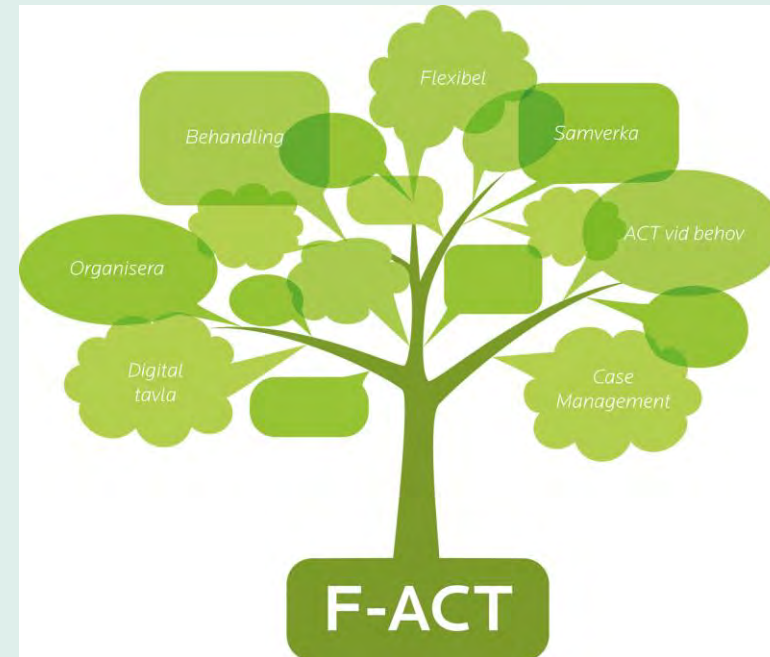 Flexibel
Behandling
Samverka
ACT vid behov
Organisera
Digital
tavla
Case
Management
F-ACT